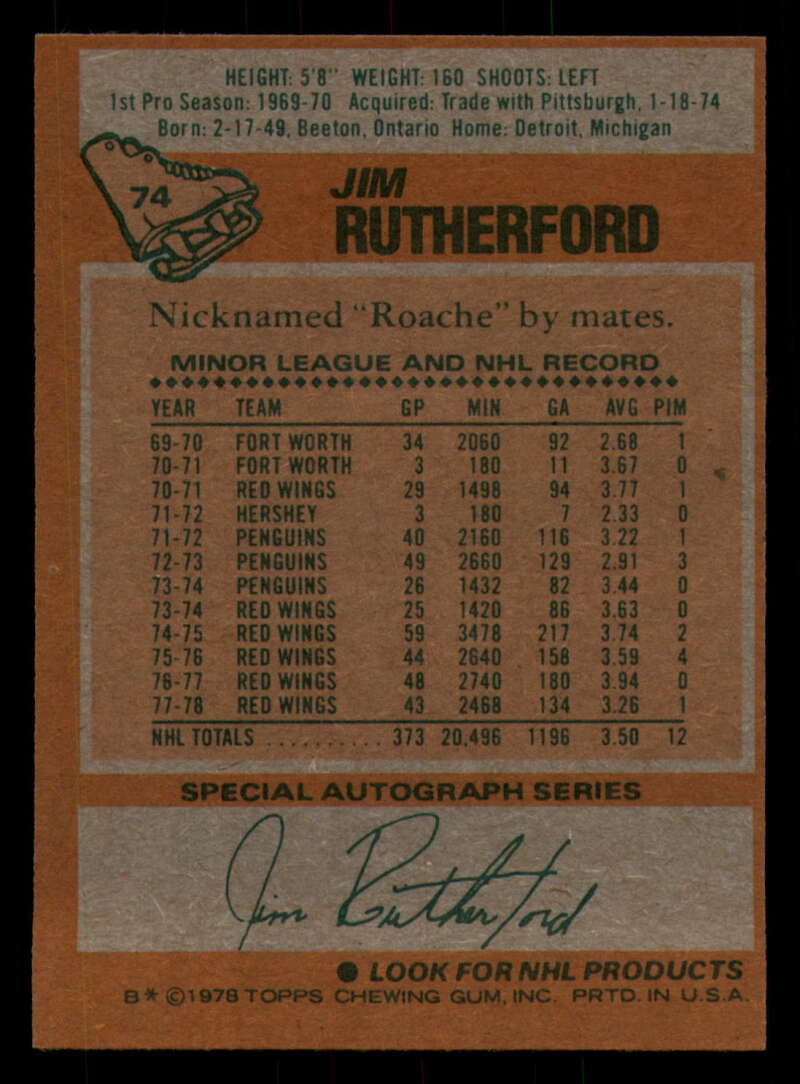 HEIGHT: 5'8" WEIGHT: 160 SHOOTS: LEFT
1st Pro Season: 1969-70 Acquired: Trade with Pittsburgh, 1-18-74
Born: 2-17-49, Beeton, Ontario Home: Detroit, Michigan
74
JIM
RUTHERFORD
Nicknamed "Roache" by mates.
MINOR LEAGUE AND NHL RECORD
YEAR TEAM GP MIN GA AVG PIM
69-70 FORT WORTH 34 2060 92 2.68 1
70-71 FORT WORTH 3 180 11 3.67 0
70-71 RED WINGS 29 1498 94 3.77 1
71-72 HERSHEY 3 180 7 2.33 0
71-72 PENGUINS 40 2160 116 3.22 1
72-73 PENGUINS 49 2660 129 2.91 3
73-74 PENGUINS 26 1432 82 3.44 0
73-74 RED WINGS 25 1420 86 3.63 0
74-75 RED WINGS 59 3478 217 3.74 2
75-76 RED WINGS 44 2640 158 3.59 4
76-77 RED WINGS 48 2740 180 3.94 0
77-78 RED WINGS 43 2468 134 3.26 1
NHL TOTALS .......... 373 20,496 1196 3.50 12
SPECIAL AUTOGRAPH SERIES
Jim Rutherford
● LOOK FOR NHL PRODUCTS
B* ©1978 TOPPS CHEWING GUM, INC. PRTD. IN U.S.A.